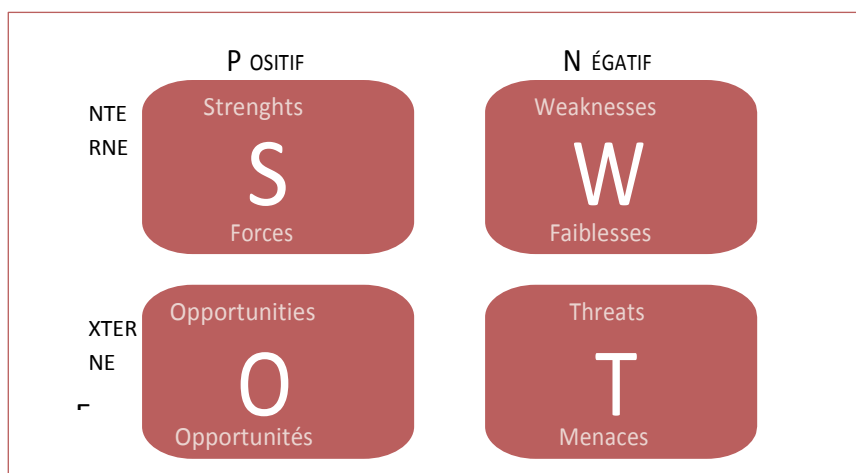 P OSITIF N ÉGATIF
NTE
RNE
Strenghts
S
Forces
Weaknesses
W
Faiblesses
XTER
NE
Opportunities
O
Opportunités
Threats
T
Menaces